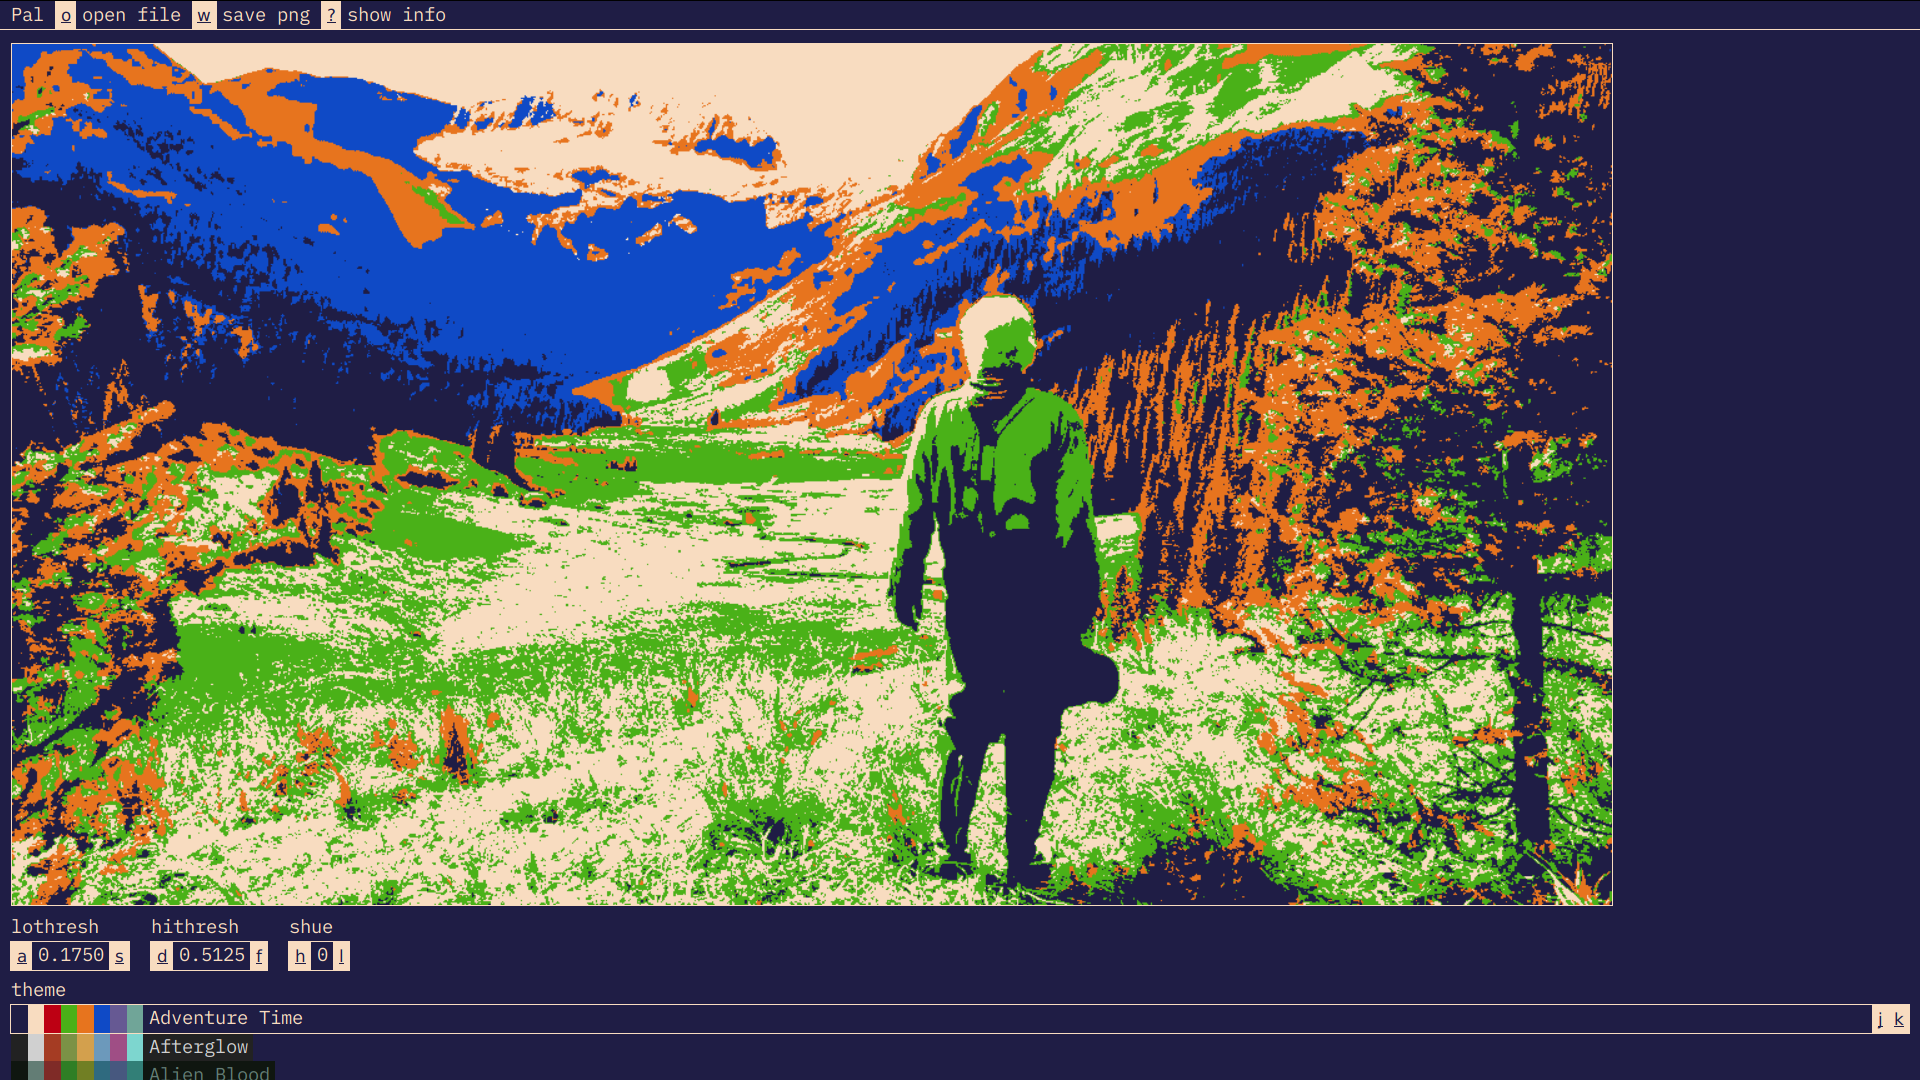 Pal o open file w save png ? show info
lothresh hithresh shue
a 0.1750 s d 0.5125 f h 0 l
theme
Adventure Time j k
Afterglow
Alien Blood